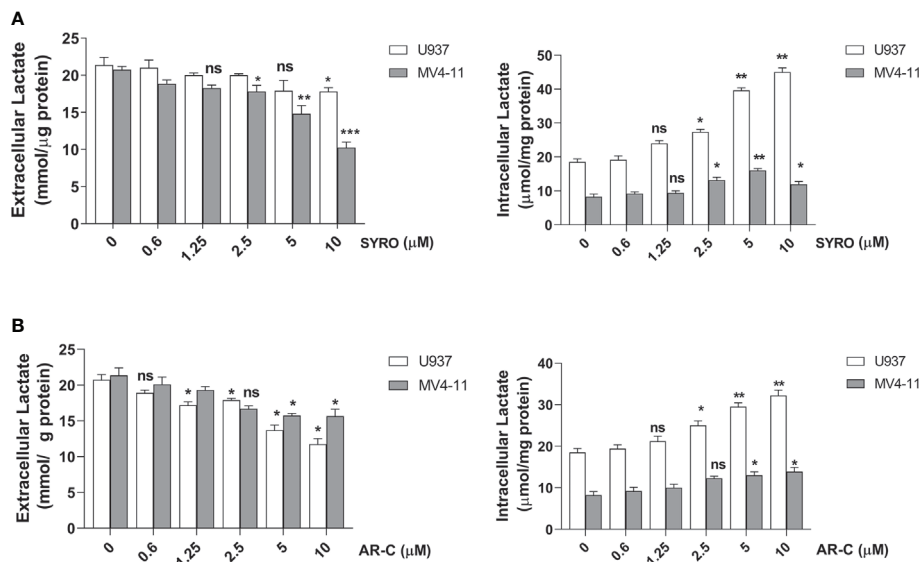 A
Extracellular Lactate
(mmol/μg protein)
25
20
15
10
5
0
ns
*
**
ns
*
***
0
0.6
1.25
2.5
5
10
SYRO (μM)
U937
MV4-11
Intracellular Lactate
(μmol/mg protein)
50
40
30
20
10
0
ns
ns
*
*
**
**
**
*
0
0.6
1.25
2.5
5
10
SYRO (μM)
U937
MV4-11
B
Extracellular Lactate
(mmol/ g protein)
25
20
15
10
5
0
ns
*
*
ns
*
*
*
*
0
0.6
1.25
2.5
5
10
AR-C (μM)
U937
MV4-11
Intracellular Lactate
(μmol/mg protein)
40
30
20
10
0
ns
*
ns
**
*
**
*
0
0.6
1.25
2.5
5
10
AR-C (μM)
U937
MV4-11